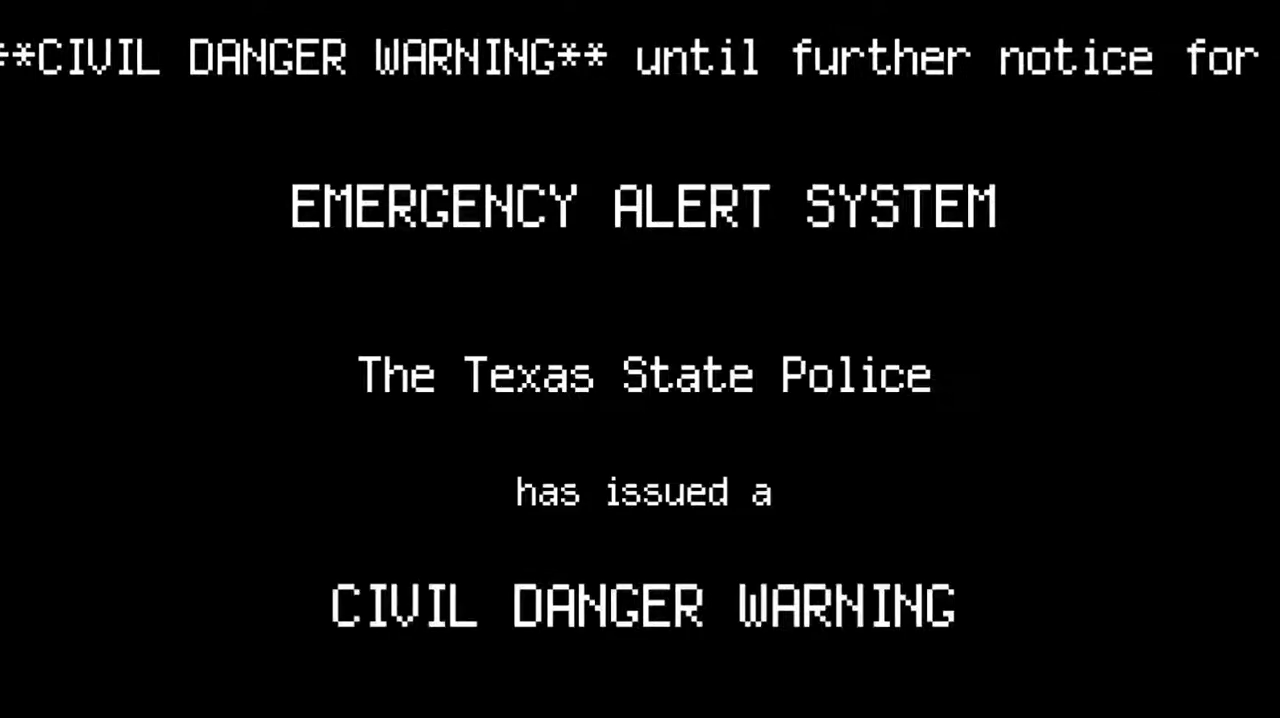 **CIVIL DANGER WARNING** until further notice for
EMERGENCY ALERT SYSTEM
The Texas State Police
has issued a
CIVIL DANGER WARNING